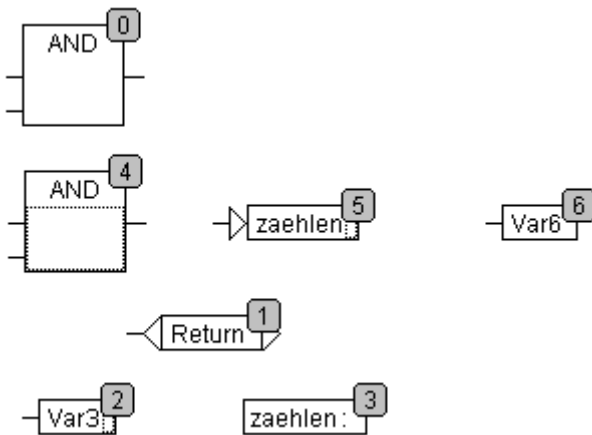 0
AND
4
AND
5
zaehlen
6
Var6
1
Return
2
Var3
3
zaehlen: